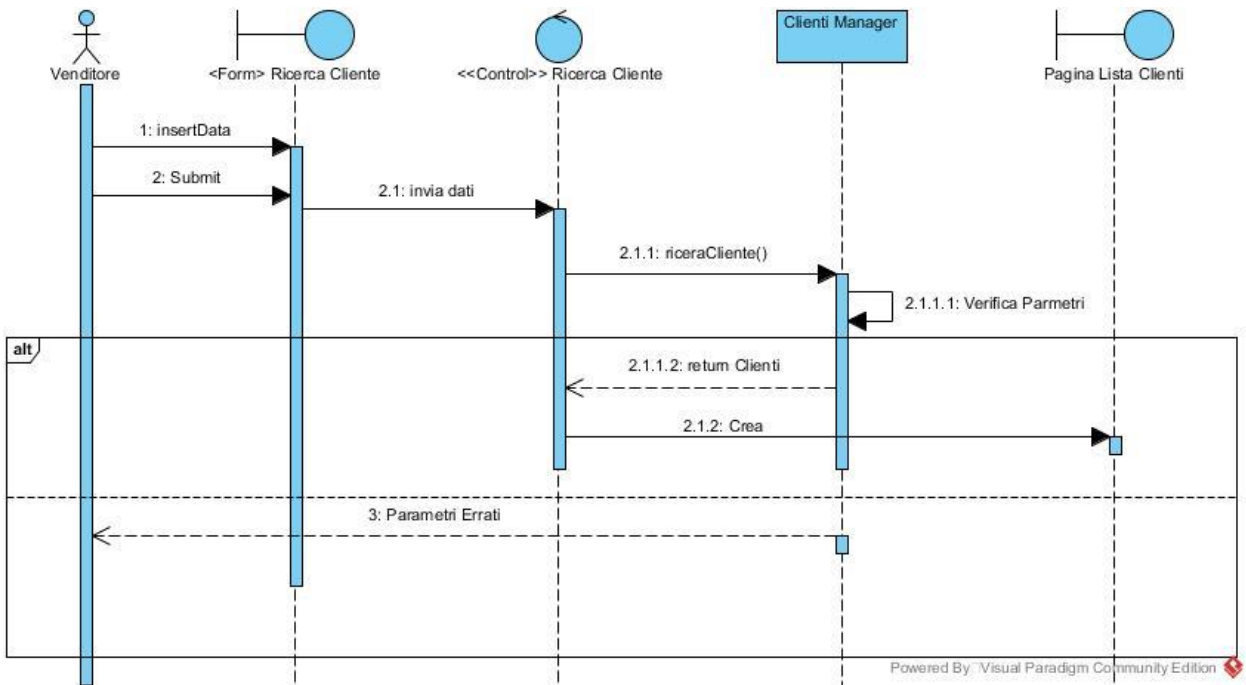 Venditore
<Form> Ricerca Cliente
<<Control>> Ricerca Cliente
Clienti Manager
Pagina Lista Clienti
1: insertData
2: Submit
2.1: invia dati
2.1.1: riceraCliente()
2.1.1.1: Verifica Parmetri
alt
2.1.1.2: return Clienti
2.1.2: Crea
3: Parametri Errati
Powered By Visual Paradigm Community Edition